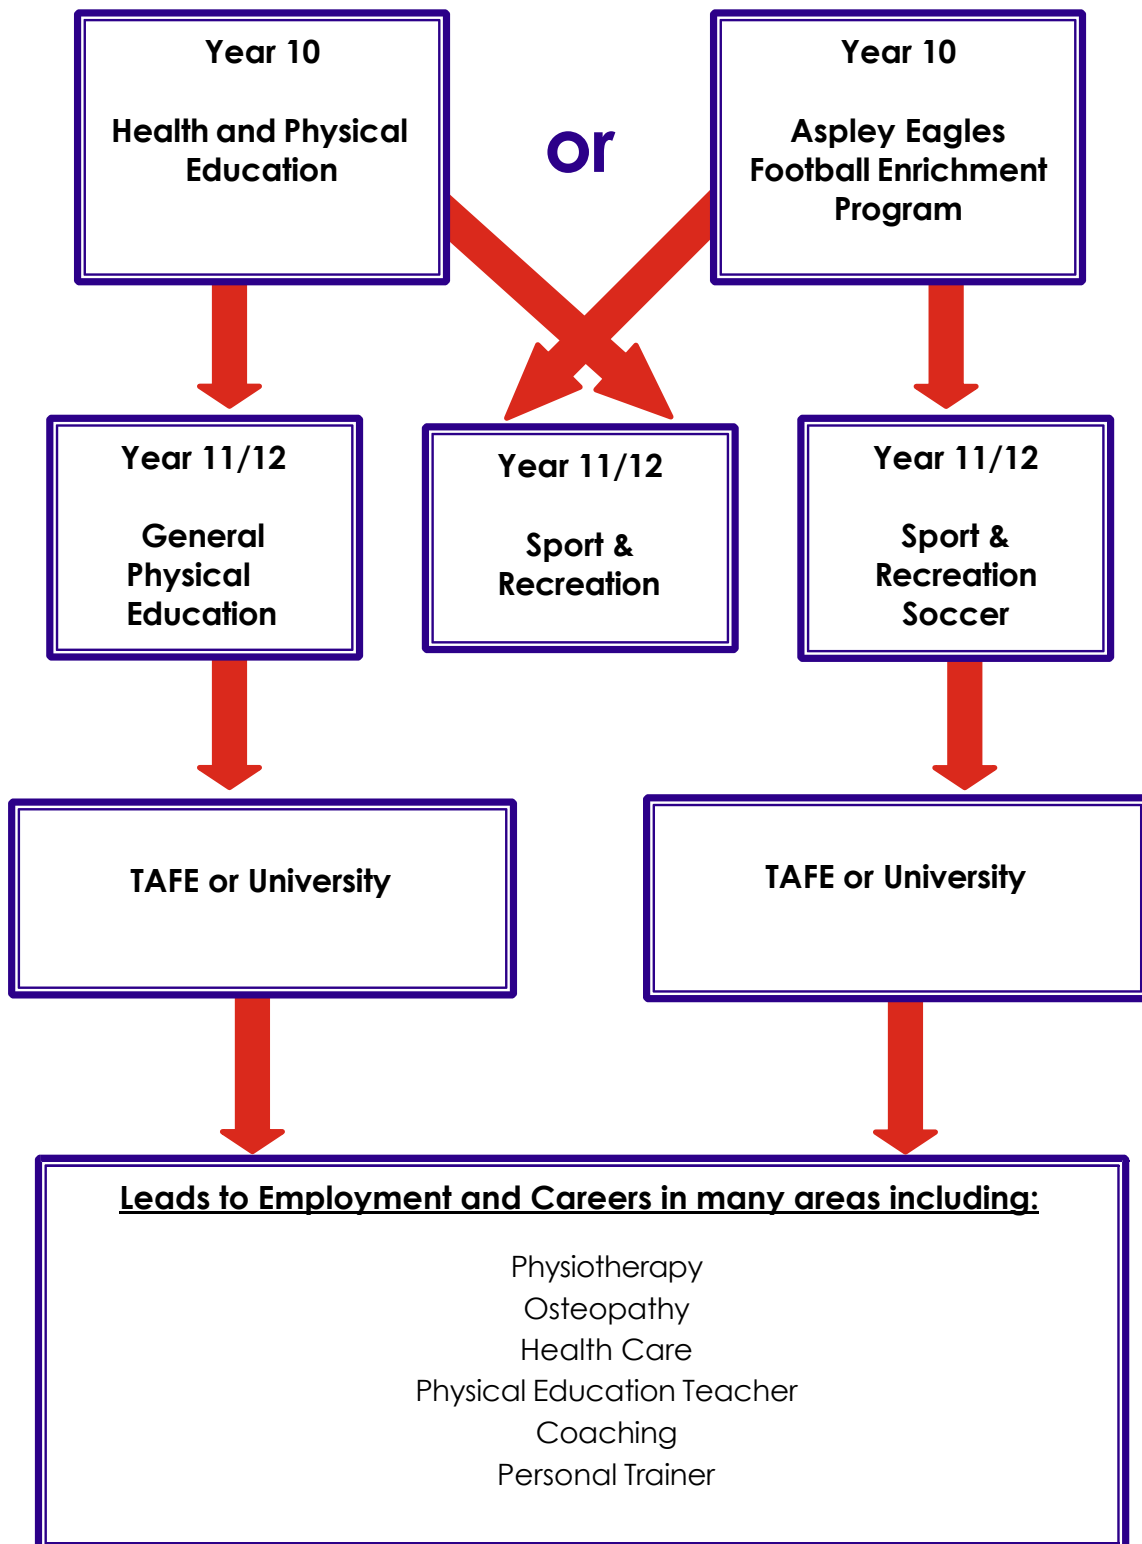 Year 10
Health and Physical
Education
or
Year 10
Aspley Eagles
Football Enrichment
Program
Year 11/12
General
Physical
Education
Year 11/12
Sport &
Recreation
Year 11/12
Sport &
Recreation
Soccer
TAFE or University
TAFE or University
Leads to Employment and Careers in many areas including:
Physiotherapy
Osteopathy
Health Care
Physical Education Teacher
Coaching
Personal Trainer